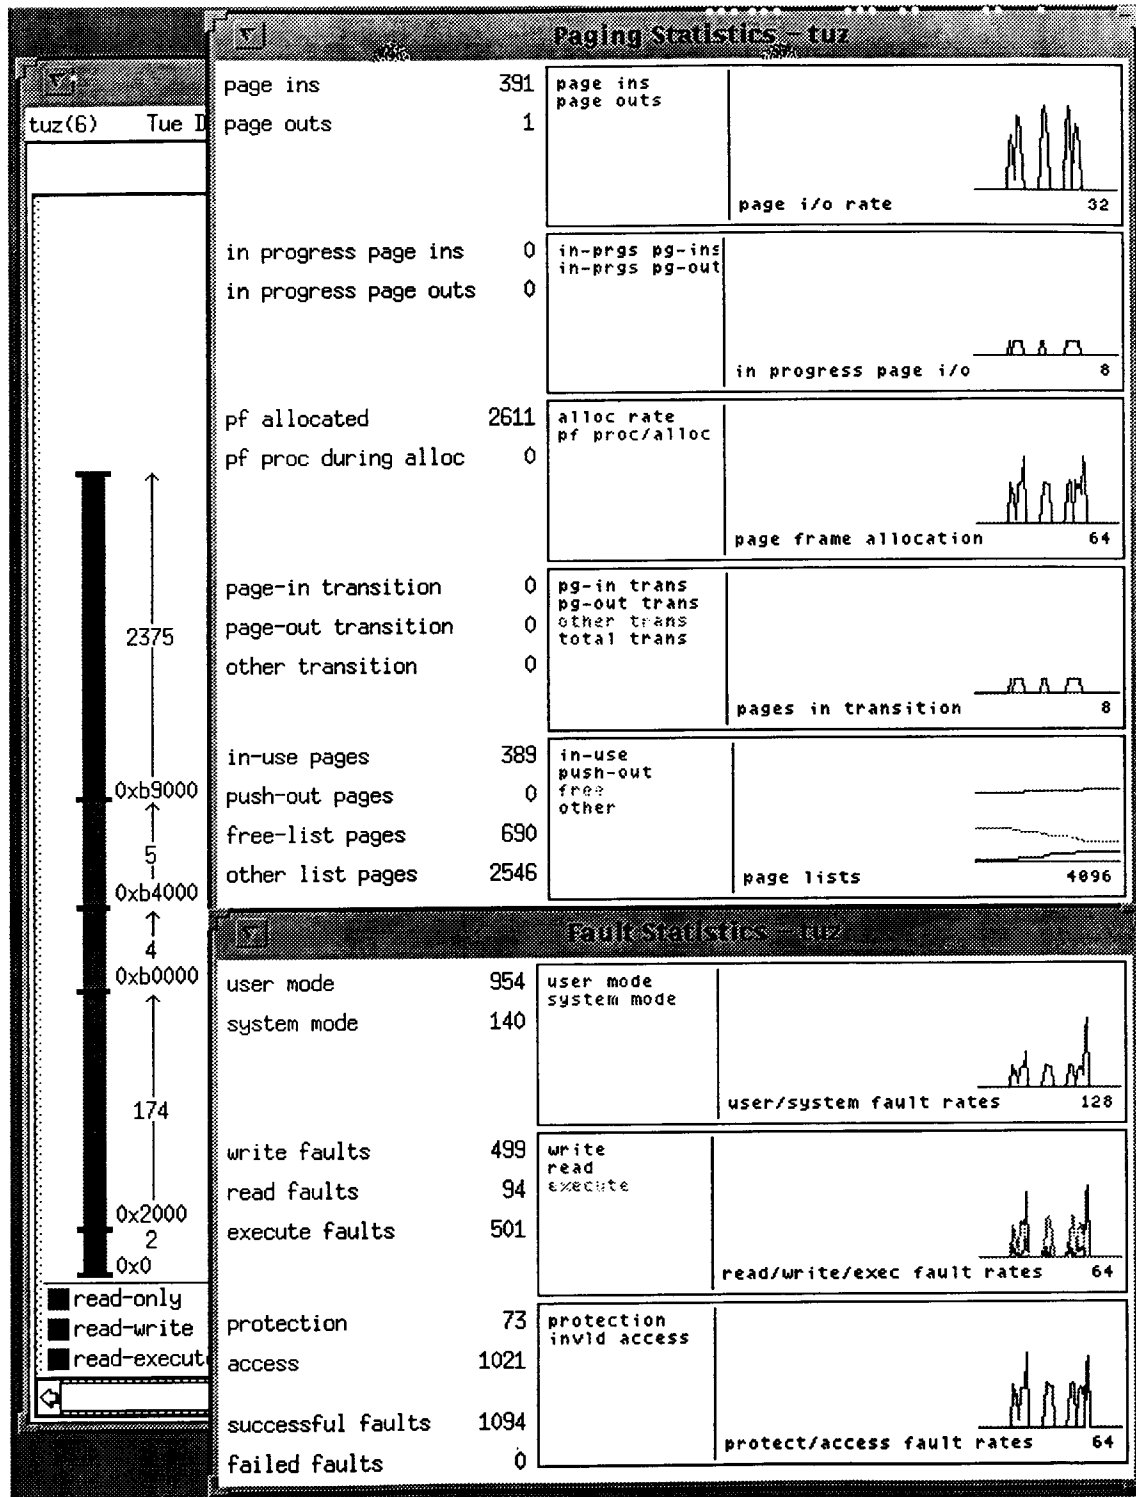 Paging Statistics - tuz
page ins 391
page outs 1
page ins
page outs
page i/o rate 32
in progress page ins 0
in progress page outs 0
in-prgs pg-ins
in-prgs pg-out
in progress page i/o 8
pf allocated 2611
pf proc during alloc 0
alloc rate
pf proc/alloc
page frame allocation 64
page-in transition 0
page-out transition 0
other transition 0
pg-in trans
pg-out trans
other trans
total trans
pages in transition 8
in-use pages 389
push-out pages 0
free-list pages 690
other list pages 2546
in-use
push-out
free
other
page lists 4096
tuz(6) Tue D
2375
0xb9000
5
0xb4000
4
0xb0000
174
0x2000
2
0x0
read-only
read-write
read-execut
Fault Statistics - tuz
user mode 954
system mode 140
user mode
system mode
user/system fault rates 128
write faults 499
read faults 94
execute faults 501
write
read
execute
read/write/exec fault rates 64
protection 73
access 1021
successful faults 1094
failed faults 0
protection
invld access
protect/access fault rates 64